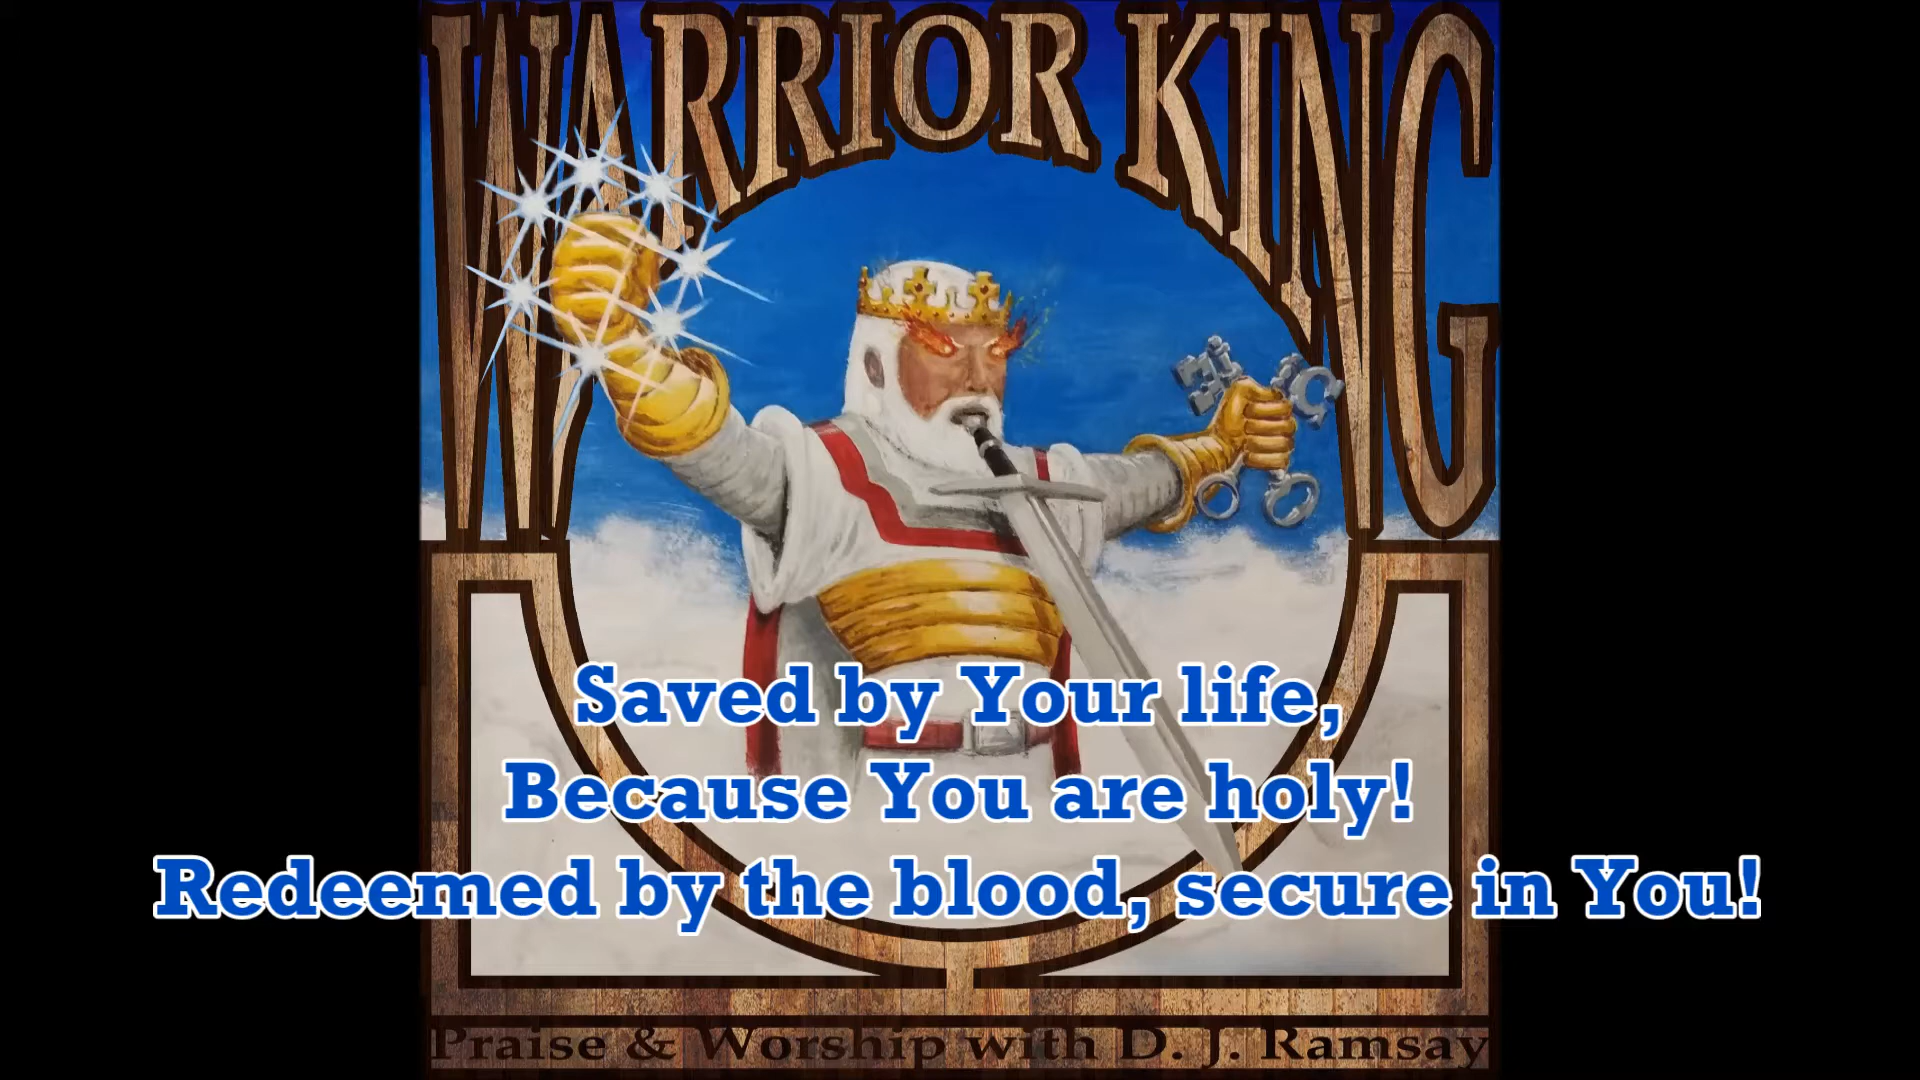 WARRIOR KING
Saved by Your life,
Because You are holy!
Redeemed by the blood, secure in You!
Praise & Worship with D. J. Ramsay